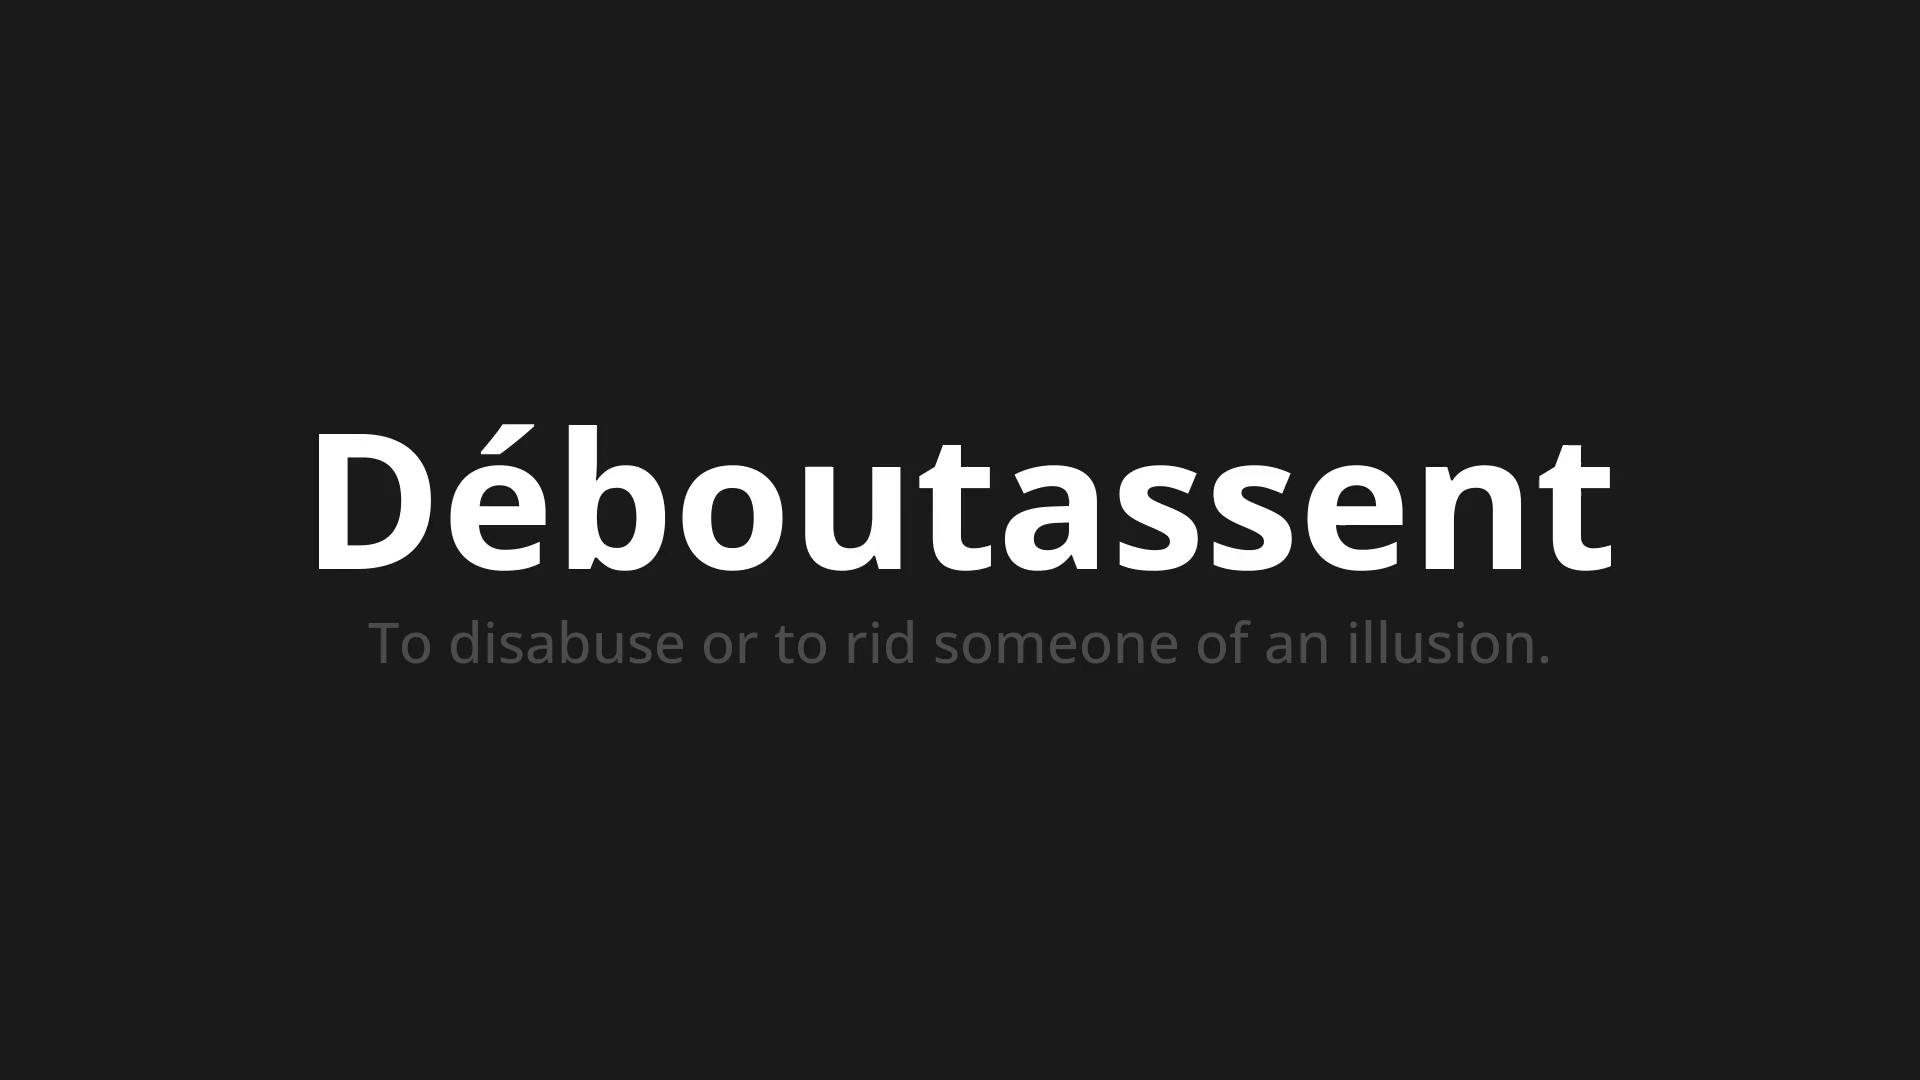 Déboutassent
To disabuse or to rid someone of an illusion.